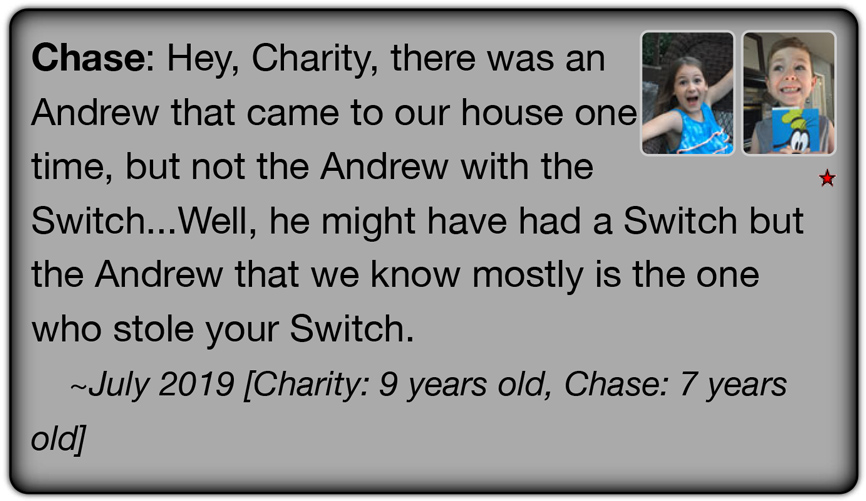 Chase: Hey, Charity, there was an
Andrew that came to our house one
time, but not the Andrew with the
Switch...Well, he might have had a Switch but
the Andrew that we know mostly is the one
who stole your Switch.
~July 2019 [Charity: 9 years old, Chase: 7 years
old]